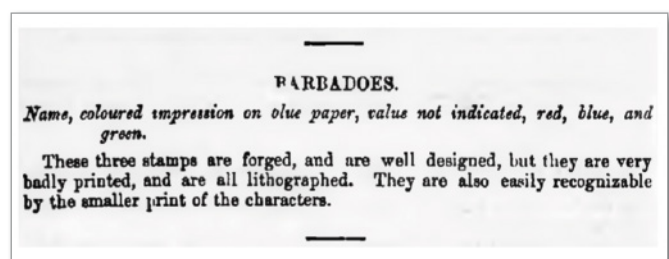 BARBADOES.
Name, coloured impression on blue paper, value not indicated, red, blue, and
green.
These three stamps are forged, and are well designed, but they are very
badly printed, and are all lithographed. They are also easily recognizable
by the smaller print of the characters.